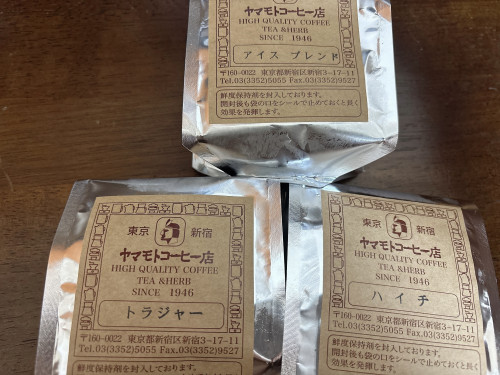 ヤマモトコーヒー店
HIGH QUALITY COFFEE
TEA &HERB
SINCE 1946
アイス ブレンド
〒160-0022 東京都新宿区新宿3-17-11
Tel.03(3352)5055 Fax.03(3352)9527
鮮度保持剤を封入しております。
開封後も袋の口をシールで止めておくと長く
効果を発揮します。
東京 新宿
ヤマモトコーヒー店
HIGH QUALITY COFFEE
TEA &HERB
SINCE 1946
トラジャー
〒160-0022 東京都新宿区新宿3-17-11
Tel.03(3352)5055 Fax.03(3352)9527
鮮度保持剤を封入しております。
東京 新宿
ヤマモトコーヒー店
HIGH QUALITY COFFEE
TEA &HERB
SINCE 1946
ハイチ
〒160-0022 東京都新宿区新宿3-17-11
Tel.03(3352)5055 Fax.03(3352)9527
鮮度保持剤を封入しております。
開封後も袋の口をシールで止めておくと長く
効果を発揮します。